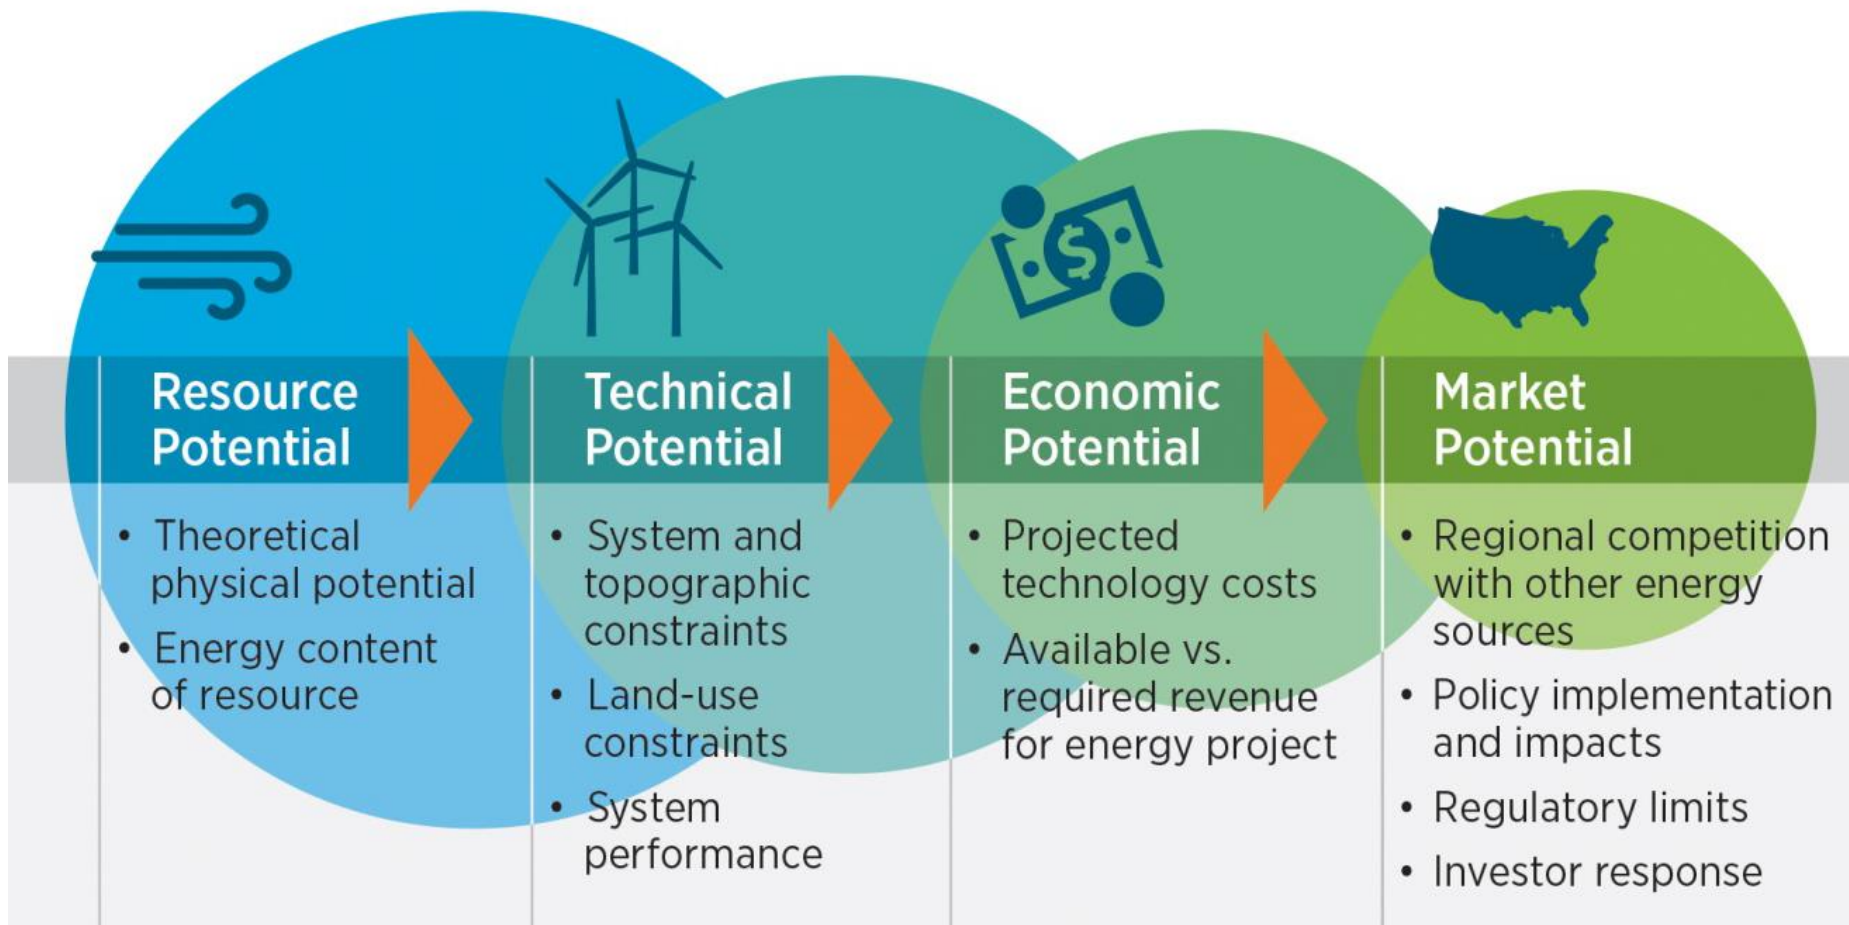 Resource
Potential
• Theoretical
physical potential
• Energy content
of resource
Technical
Potential
• System and
topographic
constraints
• Land-use
constraints
• System
performance
$
Economic
Potential
• Projected
technology costs
• Available vs.
required revenue
for energy project
Market
Potential
• Regional competition
with other energy
sources
• Policy implementation
and impacts
• Regulatory limits
• Investor response